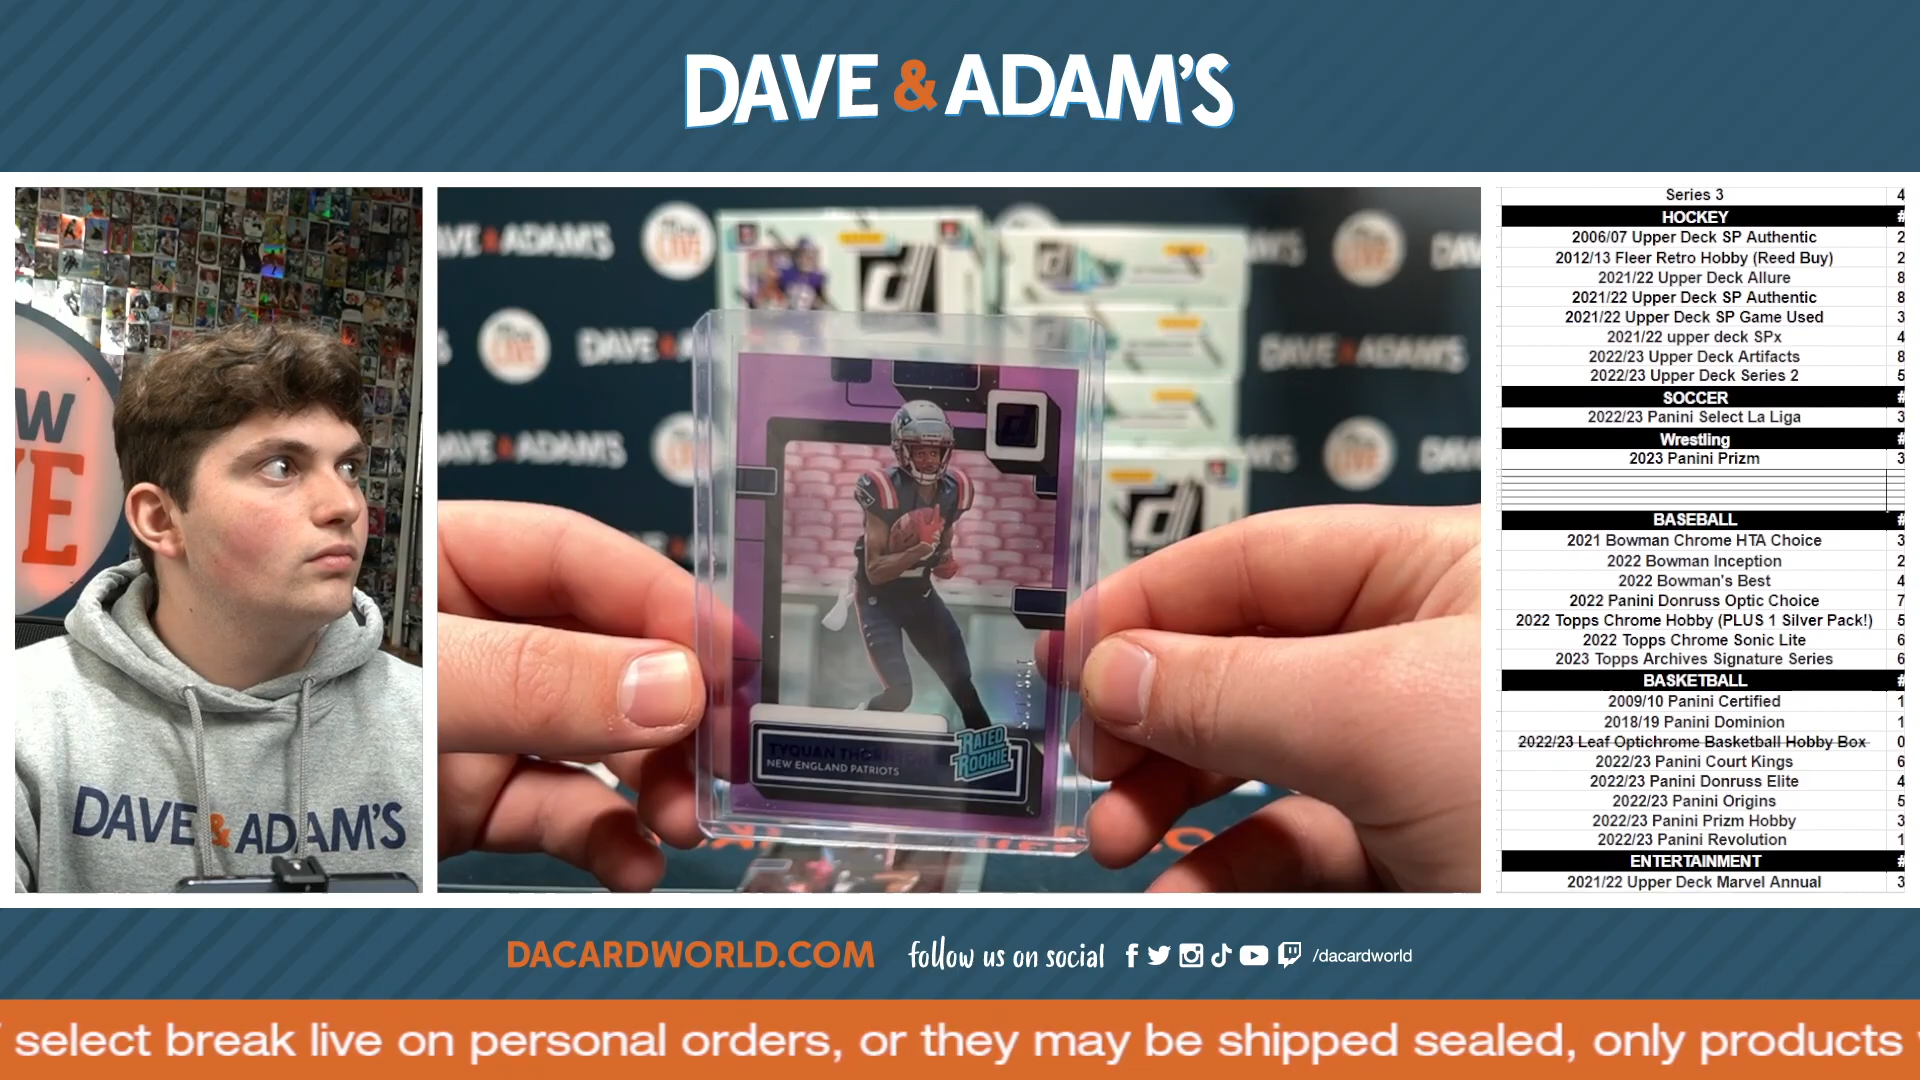 DAVE & ADAM'S
W
E
DAVE & ADAM'S
AVE & ADAM'S
LIVE
DAVE & ADAM'S
DAVE & ADAM'S
TYQUAN THORNTON
NEW ENGLAND PATRIOTS
RATED
ROOKIE
Series 3 4
HOCKEY #
2006/07 Upper Deck SP Authentic 2
2012/13 Fleer Retro Hobby (Reed Buy) 2
2021/22 Upper Deck Allure 8
2021/22 Upper Deck SP Authentic 8
2021/22 Upper Deck SP Game Used 3
2021/22 upper deck SPx 4
2022/23 Upper Deck Artifacts 8
2022/23 Upper Deck Series 2 5
SOCCER #
2022/23 Panini Select La Liga 3
Wrestling #
2023 Panini Prizm 3
BASEBALL #
2021 Bowman Chrome HTA Choice 3
2022 Bowman Inception 2
2022 Bowman's Best 4
2022 Panini Donruss Optic Choice 7
2022 Topps Chrome Hobby (PLUS 1 Silver Pack!) 5
2022 Topps Chrome Sonic Lite 6
2023 Topps Archives Signature Series 6
BASKETBALL #
2009/10 Panini Certified 1
2018/19 Panini Dominion 1
2022/23 Leaf Optichrome Basketball Hobby Box 0
2022/23 Panini Court Kings 6
2022/23 Panini Donruss Elite 4
2022/23 Panini Origins 5
2022/23 Panini Prizm Hobby 3
2022/23 Panini Revolution 1
ENTERTAINMENT #
2021/22 Upper Deck Marvel Annual 3
DACARDWORLD.COM follow us on social /dacardworld
select break live on personal orders, or they may be shipped sealed, only products